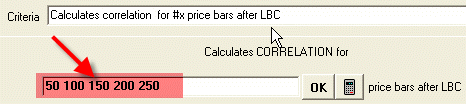 Criteria Calculates correlation for #x price bars after LBC
Calculates CORRELATION for
50 100 150 200 250 OK price bars after LBC